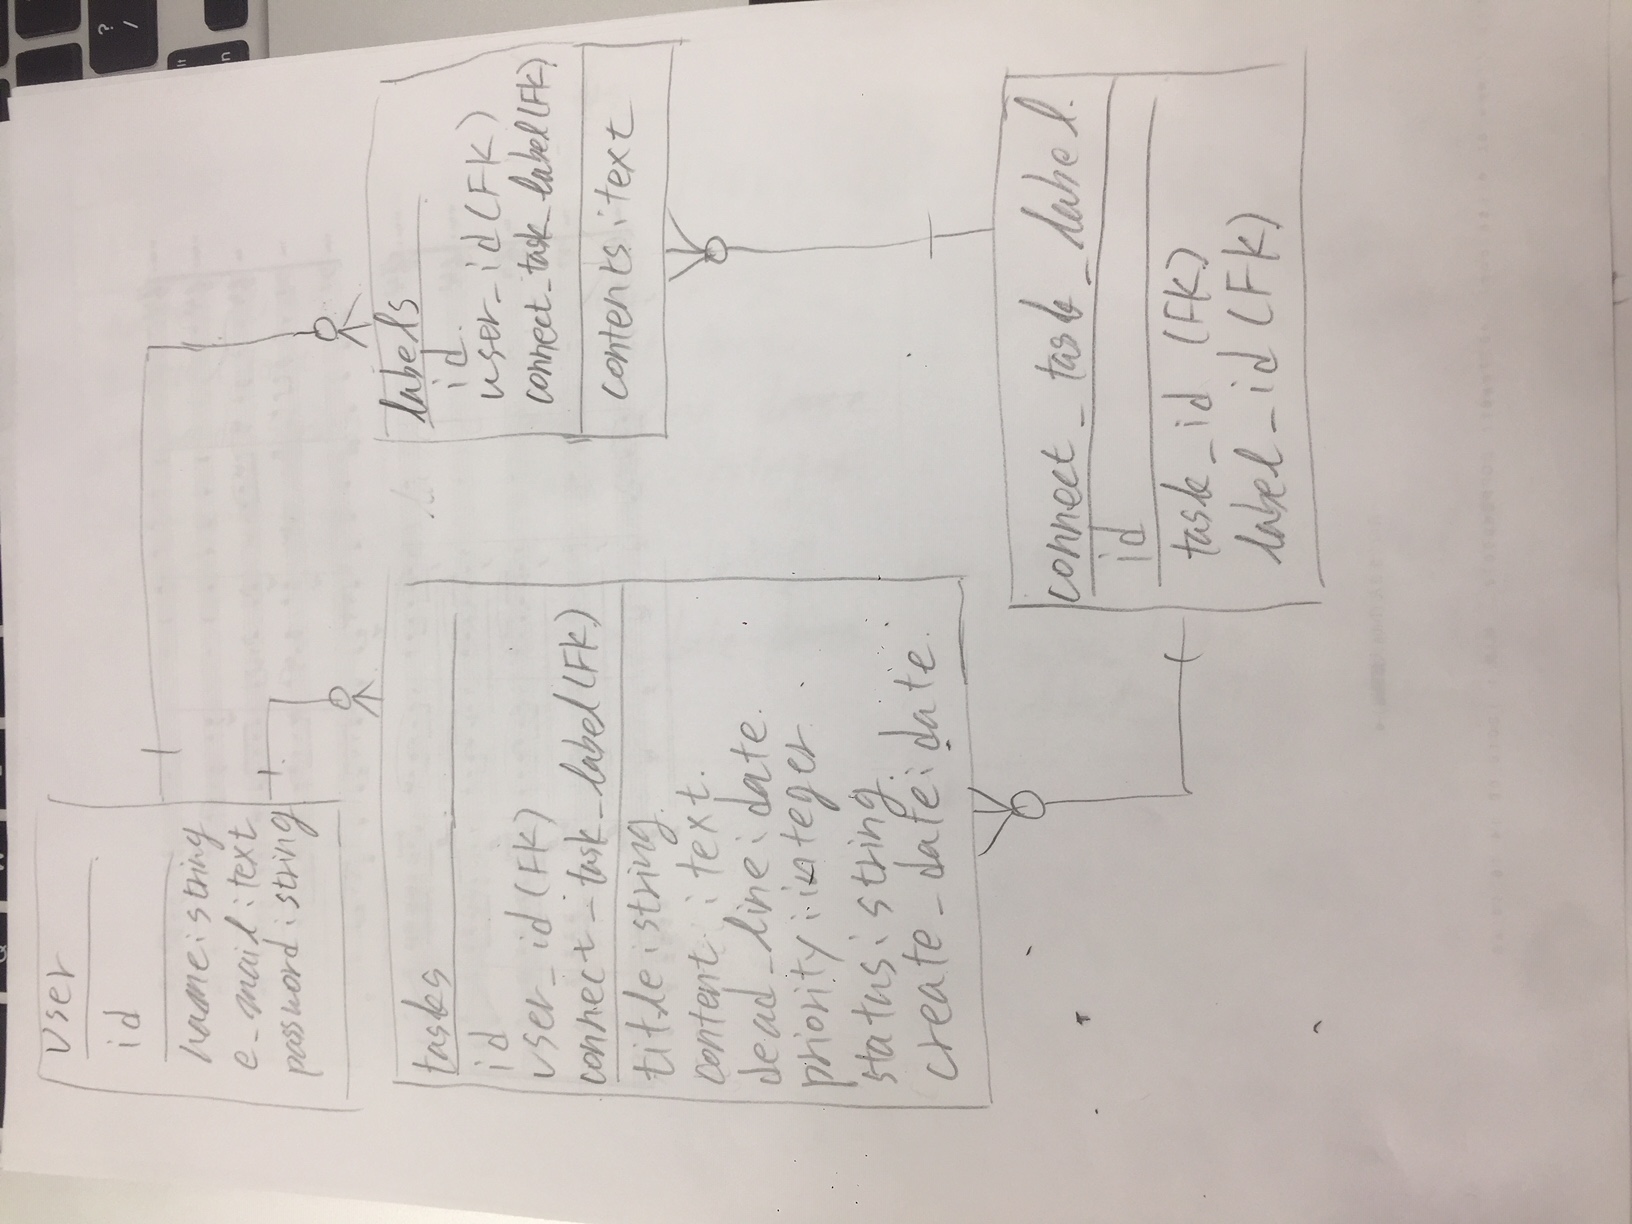 user
id
name : string
e_mail : text
password : string
tasks
id
user_id (FK)
connect_task_label (FK)
title : string
content : text.
dead_line : date.
priority : integer
status : string
create_date : date.
labels
id.
user_id (FK)
connect_task_label (FK)
contents : text
connect_task_label.
id
task_id (FK)
label_id (FK)
?
/